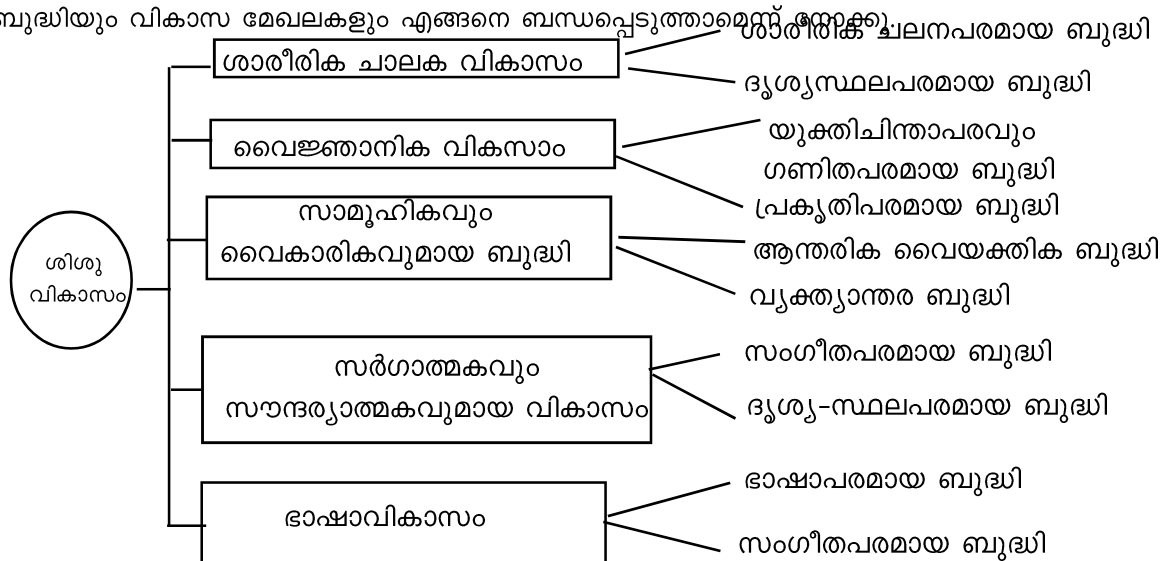 ബുദ്ധിയും വികാസ മേഖലകളും എങ്ങനെ ബന്ധപ്പെടുത്താമെന്ന് നോക്കൂ.
ശാരീരിക ചലനപരമായ ബുദ്ധി
ശാരീരിക ചാലക വികാസം
ദൃശ്യസ്ഥലപരമായ ബുദ്ധി
യുക്തിചിന്താപരവും
വൈജ്ഞാനിക വികസാം
ഗണിതപരമായ ബുദ്ധി
പ്രകൃതിപരമായ ബുദ്ധി
സാമൂഹികവും
വൈകാരികവുമായ ബുദ്ധി
ആന്തരിക വൈയക്തിക ബുദ്ധി
വ്യക്ത്യാന്തര ബുദ്ധി
ശിശു
വികാസം
സർഗാത്മകവും
സൗന്ദര്യാത്മകവുമായ വികാസം
സംഗീതപരമായ ബുദ്ധി
ദൃശ്യ-സ്ഥലപരമായ ബുദ്ധി
ഭാഷാവികാസം
ഭാഷാപരമായ ബുദ്ധി
സംഗീതപരമായ ബുദ്ധി